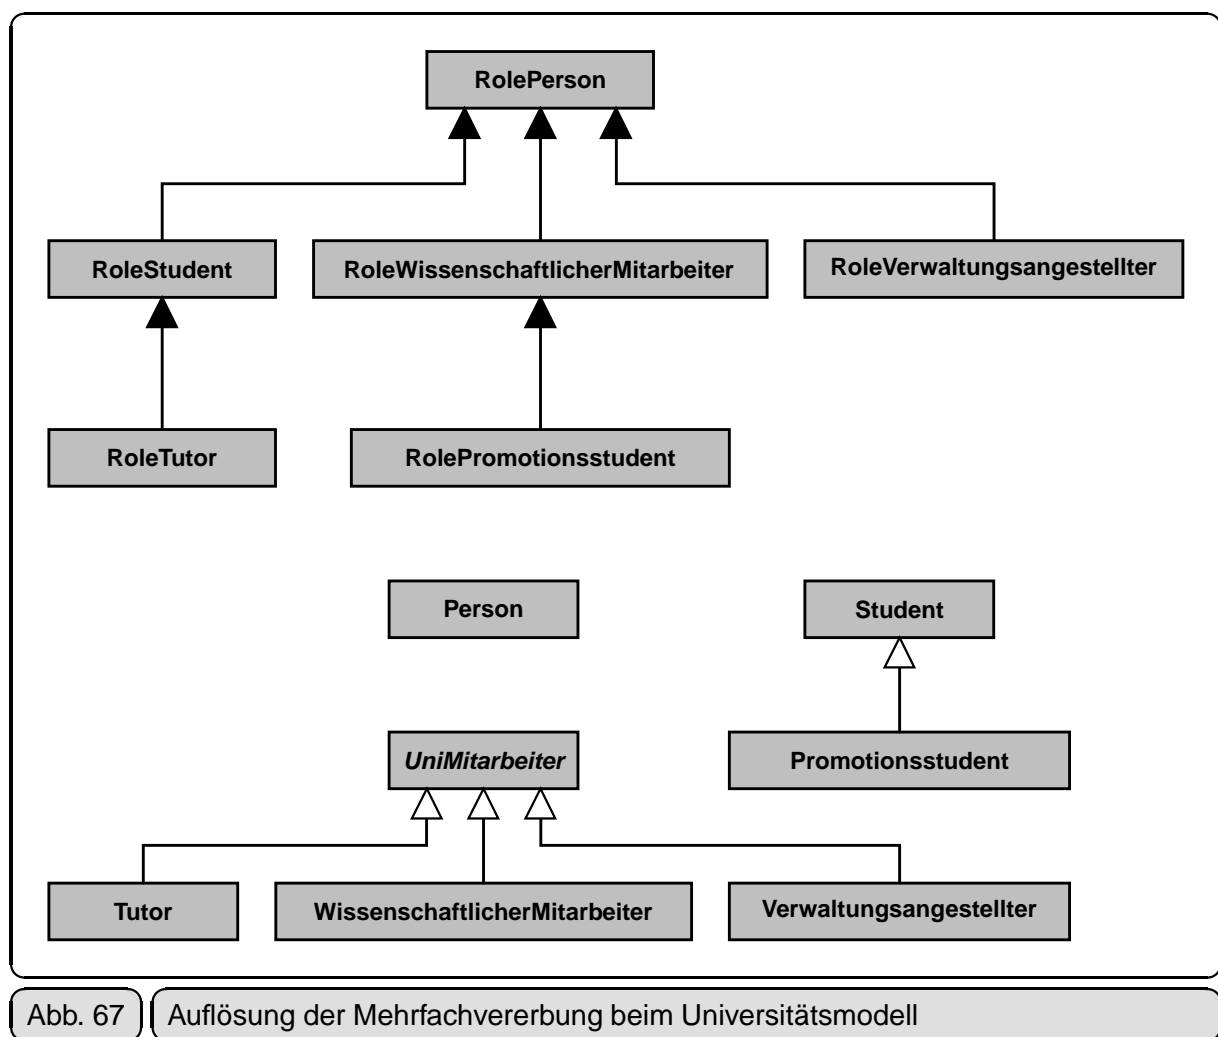 RolePerson
RoleStudent
RoleWissenschaftlicherMitarbeiter
RoleVerwaltungsangestellter
RoleTutor
RolePromotionsstudent
Person
Student
UniMitarbeiter
Promotionsstudent
Tutor
WissenschaftlicherMitarbeiter
Verwaltungsangestellter
Abb. 67 Auflösung der Mehrfachvererbung beim Universitätsmodell